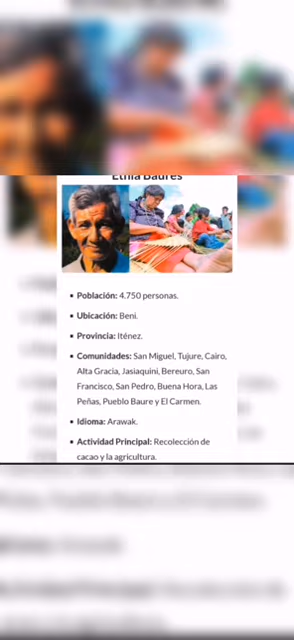 Etnia Baures
• Población: 4.750 personas.
• Ubicación: Beni.
• Provincia: Iténez.
• Comunidades: San Miguel, Tujure, Cairo,
Alta Gracia, Jasiaquini, Bereuro, San
Francisco, San Pedro, Buena Hora, Las
Peñas, Pueblo Baure y El Carmen.
• Idioma: Arawak.
• Actividad Principal: Recolección de
cacao y la agricultura.